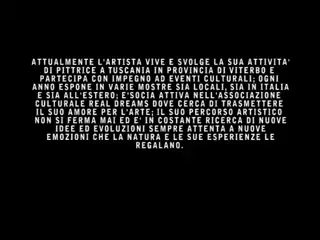 ATTUALMENTE L'ARTISTA VIVE E SVOLGE LA SUA ATTIVITA'
DI PITTRICE A TUSCANIA IN PROVINCIA DI VITERBO E
PARTECIPA CON IMPEGNO AD EVENTI CULTURALI; OGNI
ANNO ESPONE IN VARIE MOSTRE SIA LOCALI, SIA IN ITALIA
E SIA ALL'ESTERO; E'SOCIA ATTIVA NELL'ASSOCIAZIONE
CULTURALE REAL DREAMS DOVE CERCA DI TRASMETTERE
IL SUO AMORE PER L'ARTE; IL SUO PERCORSO ARTISTICO
NON SI FERMA MAI ED E' IN COSTANTE RICERCA DI NUOVE
IDEE ED EVOLUZIONI SEMPRE ATTENTA A NUOVE
EMOZIONI CHE LA NATURA E LE SUE ESPERIENZE LE
REGALANO.